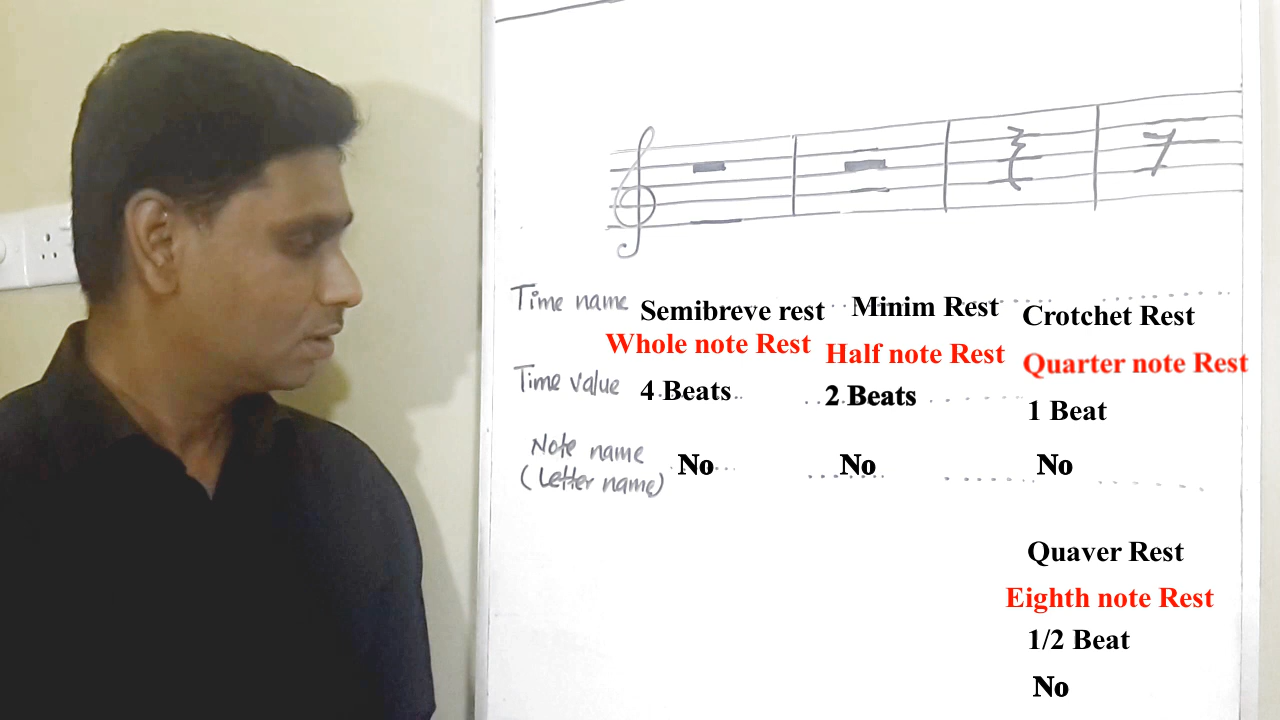 Time name Semibreve rest Minim Rest Crotchet Rest
Whole note Rest Half note Rest Quarter note Rest
Time value 4 Beats 2 Beats 1 Beat
Note name
(Letter name) No No No
Quaver Rest
Eighth note Rest
1/2 Beat
No